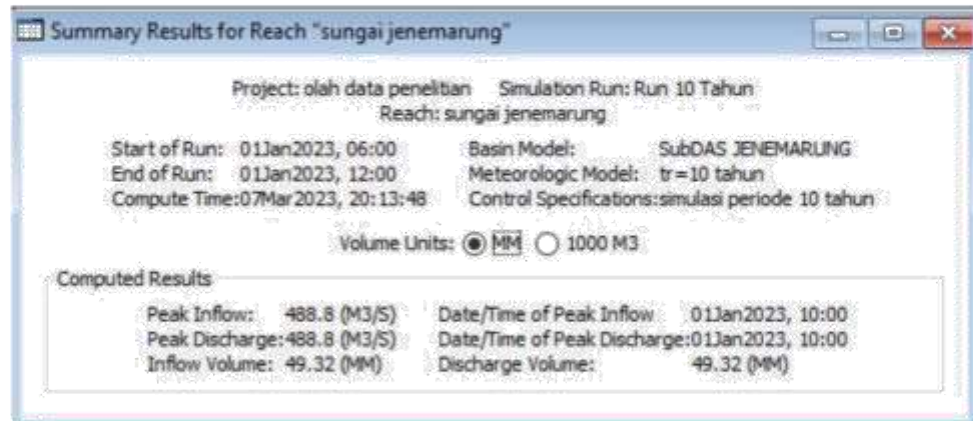 Summary Results for Reach "sungai jenemarung"
Project: olah data penelitian Simulation Run: Run 10 Tahun
Reach: sungai jenemarung
Start of Run: 01Jan2023, 06:00 Basin Model: SubDAS JENEMARUNG
End of Run: 01Jan2023, 12:00 Meteorologic Model: tr=10 tahun
Compute Time:07Mar2023, 20:13:48 Control Specifications:simulasi periode 10 tahun
Volume Units: MM 1000 M3
Computed Results
Peak Inflow: 488.8 (M3/S) Date/Time of Peak Inflow 01Jan2023, 10:00
Peak Discharge:488.8 (M3/S) Date/Time of Peak Discharge:01Jan2023, 10:00
Inflow Volume: 49.32 (MM) Discharge Volume: 49.32 (MM)